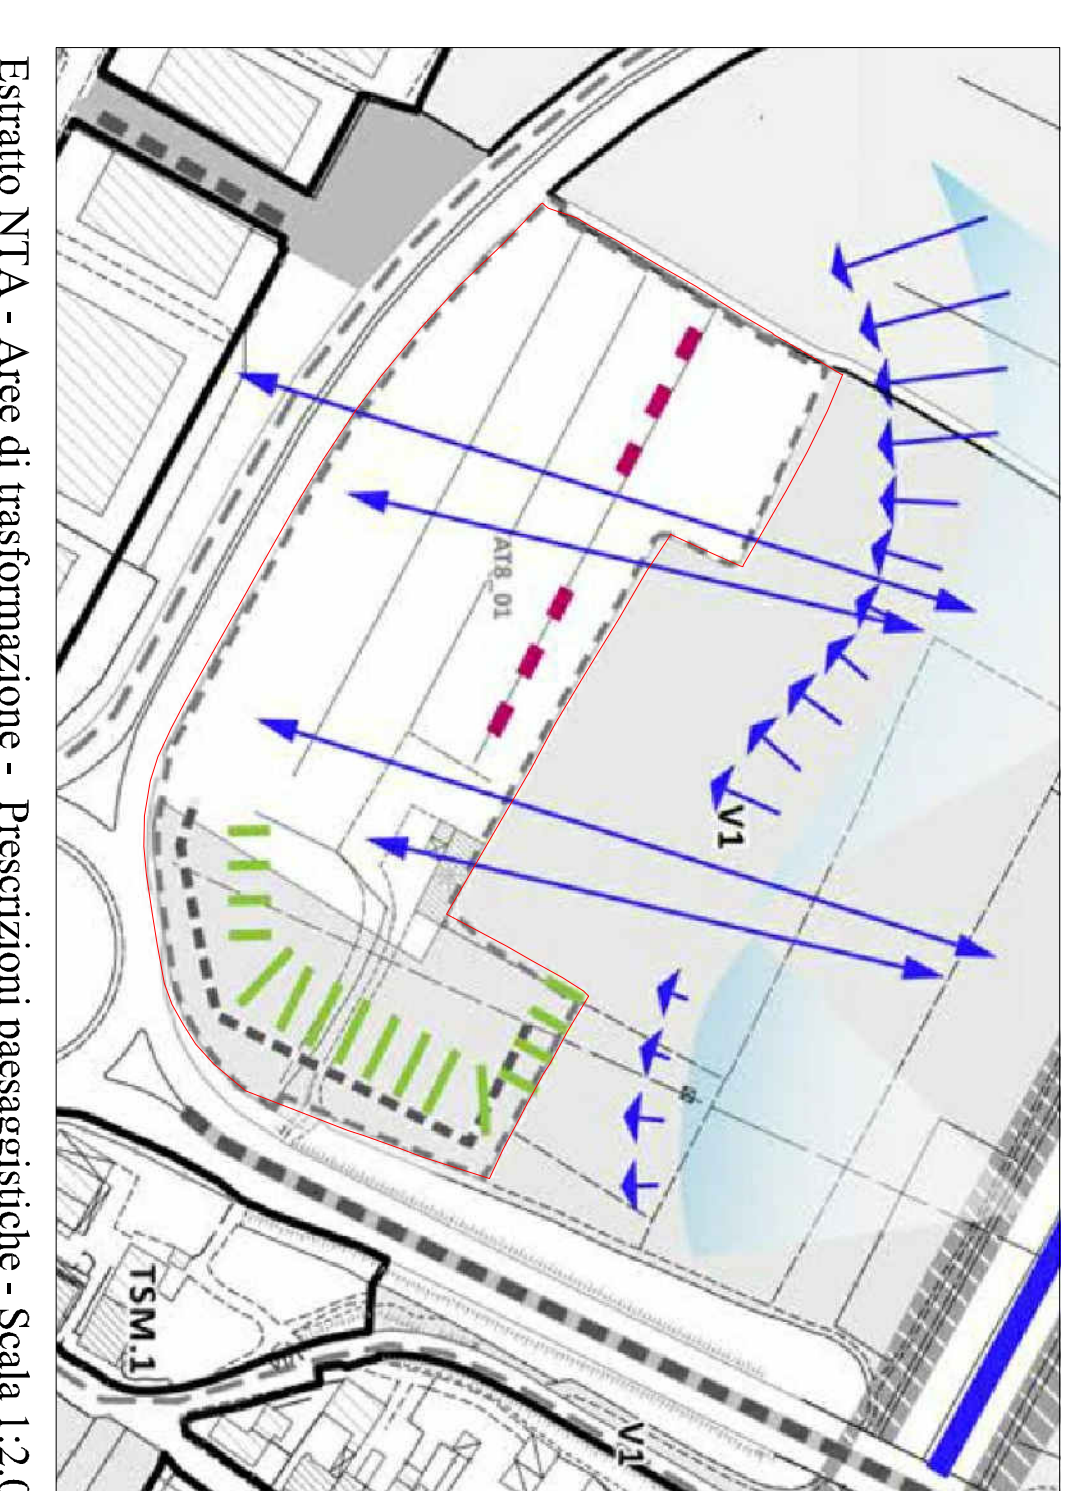 Estratto NTA - Aree di trasformazione - Prescrizioni paesaggistiche - Scala 1:2.0
AT8_01
V1
TSM.1
V1